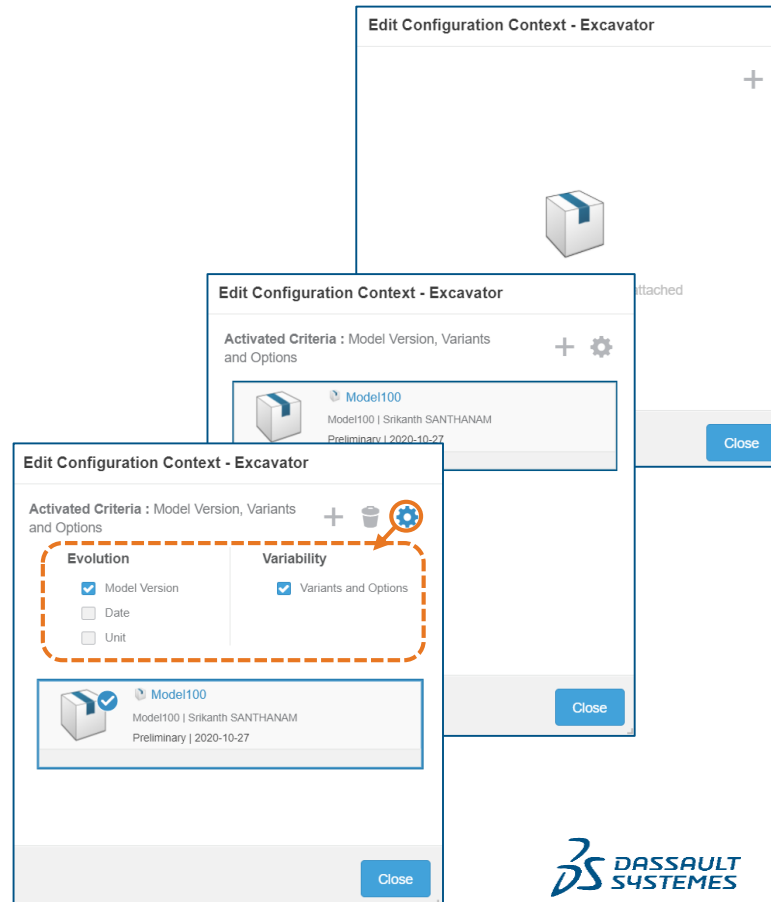 Edit Configuration Context - Excavator
attached
Close
Edit Configuration Context - Excavator
Activated Criteria : Model Version, Variants
and Options
Model100
Model100 | Srikanth SANTHANAM
Preliminary | 2020-10-27
Close
Edit Configuration Context - Excavator
Activated Criteria : Model Version, Variants
and Options
Evolution
Variability
Model Version
Variants and Options
Date
Unit
Model100
Model100 | Srikanth SANTHANAM
Preliminary | 2020-10-27
Close
DASSAULT
SYSTEMES